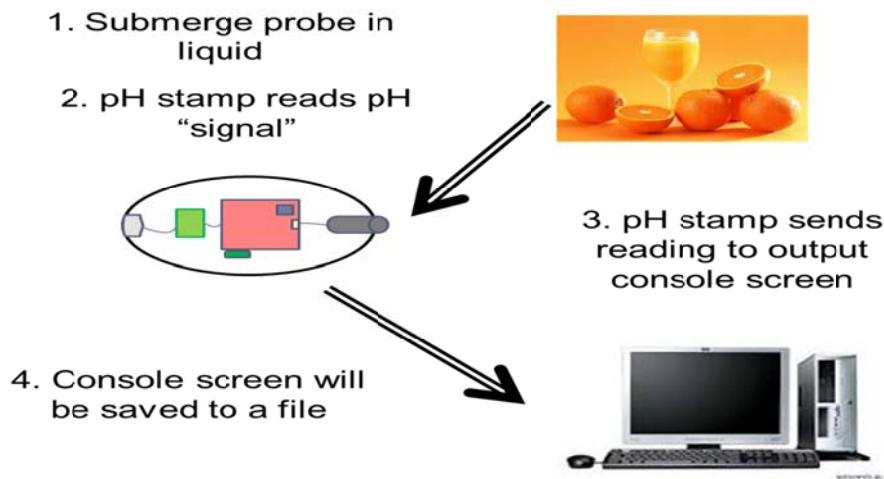 1. Submerge probe in
liquid
2. pH stamp reads pH
“signal”
3. pH stamp sends
reading to output
console screen
4. Console screen will
be saved to a file